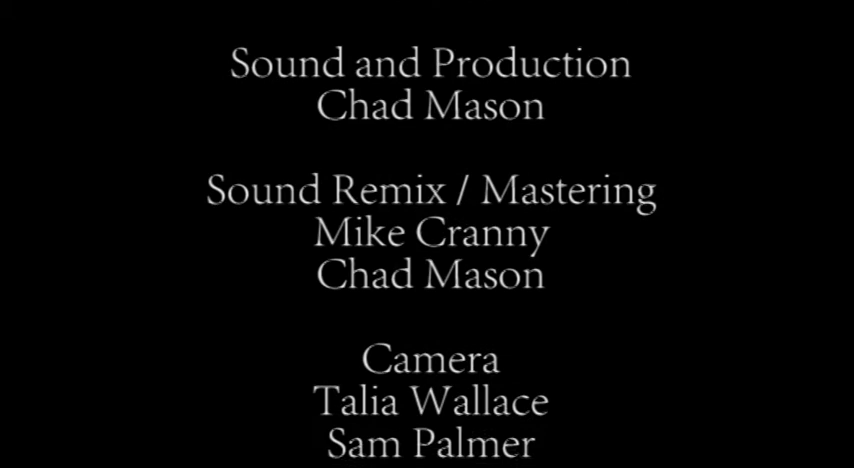 Sound and Production
Chad Mason
Sound Remix / Mastering
Mike Cranny
Chad Mason
Camera
Talia Wallace
Sam Palmer